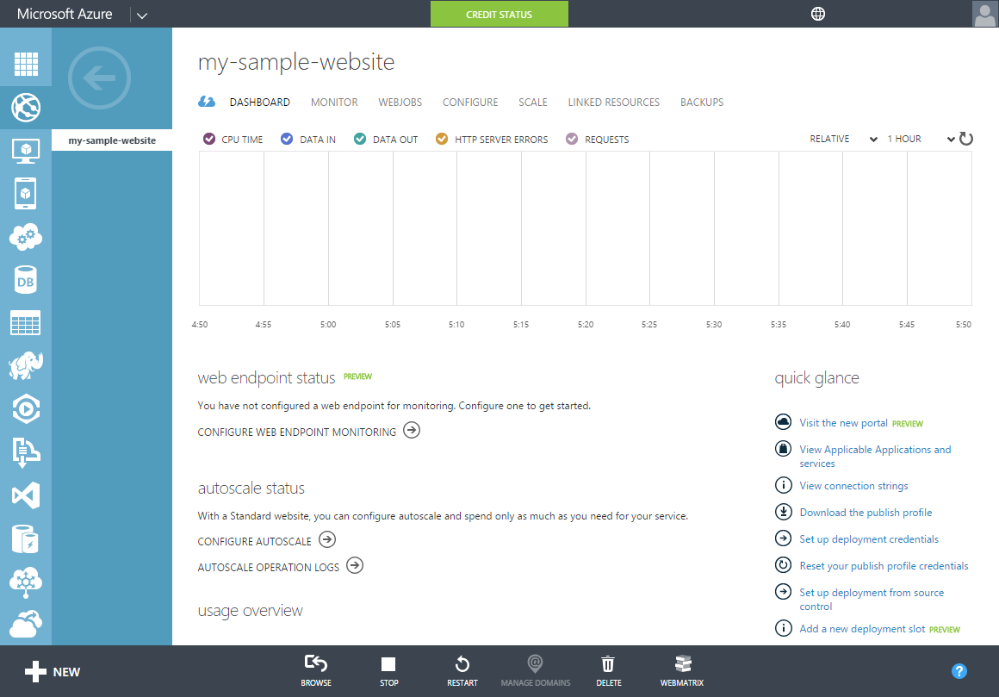 Microsoft Azure
CREDIT STATUS
my-sample-website
my-sample-website
DASHBOARD MONITOR WEBJOBS CONFIGURE SCALE LINKED RESOURCES BACKUPS
CPU TIME DATA IN DATA OUT HTTP SERVER ERRORS REQUESTS RELATIVE 1 HOUR
4:50 4:55 5:00 5:05 5:10 5:15 5:20 5:25 5:30 5:35 5:40 5:45 5:50
DB
web endpoint status PREVIEW
You have not configured a web endpoint for monitoring. Configure one to get started.
CONFIGURE WEB ENDPOINT MONITORING
autoscale status
With a Standard website, you can configure autoscale and spend only as much as you need for your service.
CONFIGURE AUTOSCALE
AUTOSCALE OPERATION LOGS
usage overview
quick glance
Visit the new portal PREVIEW
View Applicable Applications and
services
View connection strings
Download the publish profile
Set up deployment credentials
Reset your publish profile credentials
Set up deployment from source
control
Add a new deployment slot PREVIEW
NEW
BROWSE
STOP
RESTART
MANAGE DOMAINS
DELETE
WEBMATRIX
?